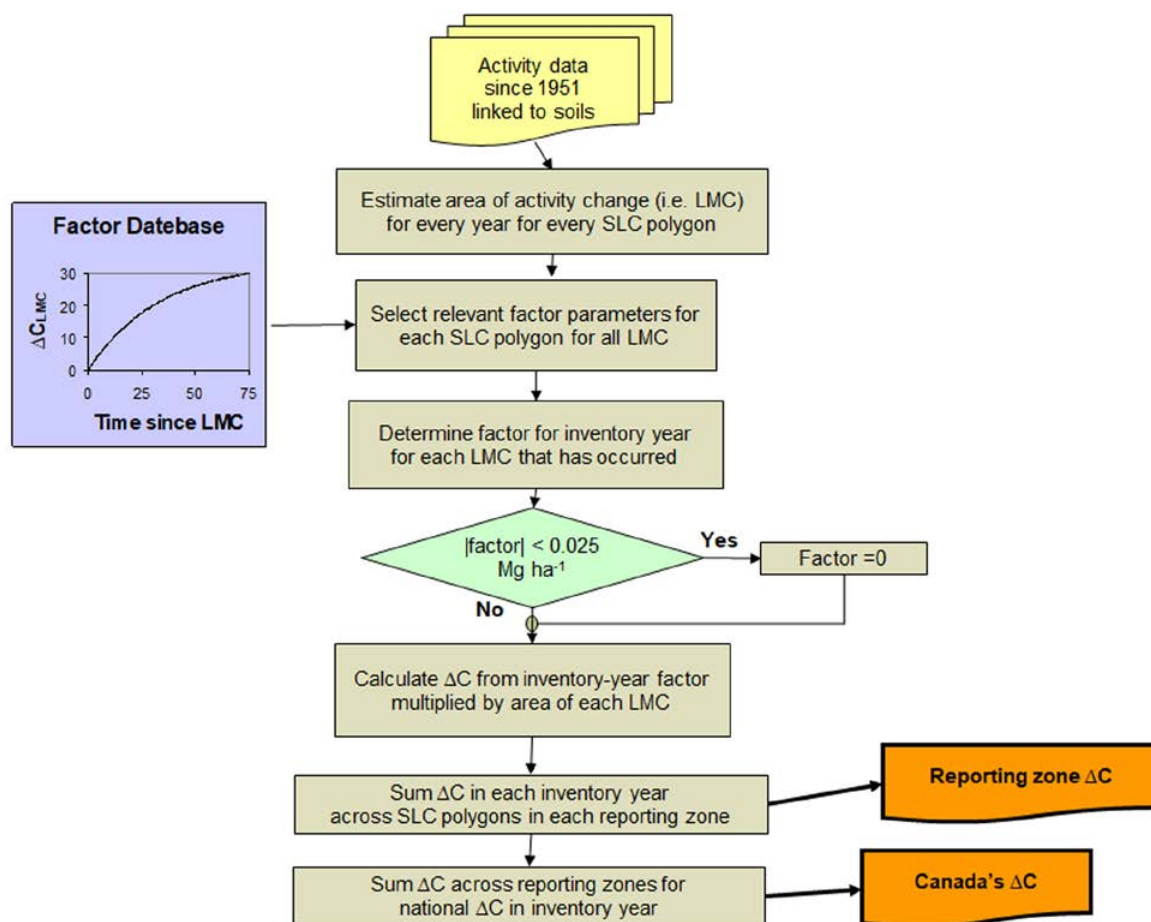 Activity data
since 1951
linked to soils
Estimate area of activity change (i.e. LMC)
for every year for every SLC polygon
Factor Datebase
30
20
10
0
ΔC_LMC
0 25 50 75
Time since LMC
Select relevant factor parameters for
each SLC polygon for all LMC
Determine factor for inventory year
for each LMC that has occurred
|factor| < 0.025
Mg ha⁻¹
Yes
Factor =0
No
Calculate ΔC from inventory-year factor
multiplied by area of each LMC
Sum ΔC in each inventory year
across SLC polygons in each reporting zone
Reporting zone ΔC
Sum ΔC across reporting zones for
national ΔC in inventory year
Canada's ΔC